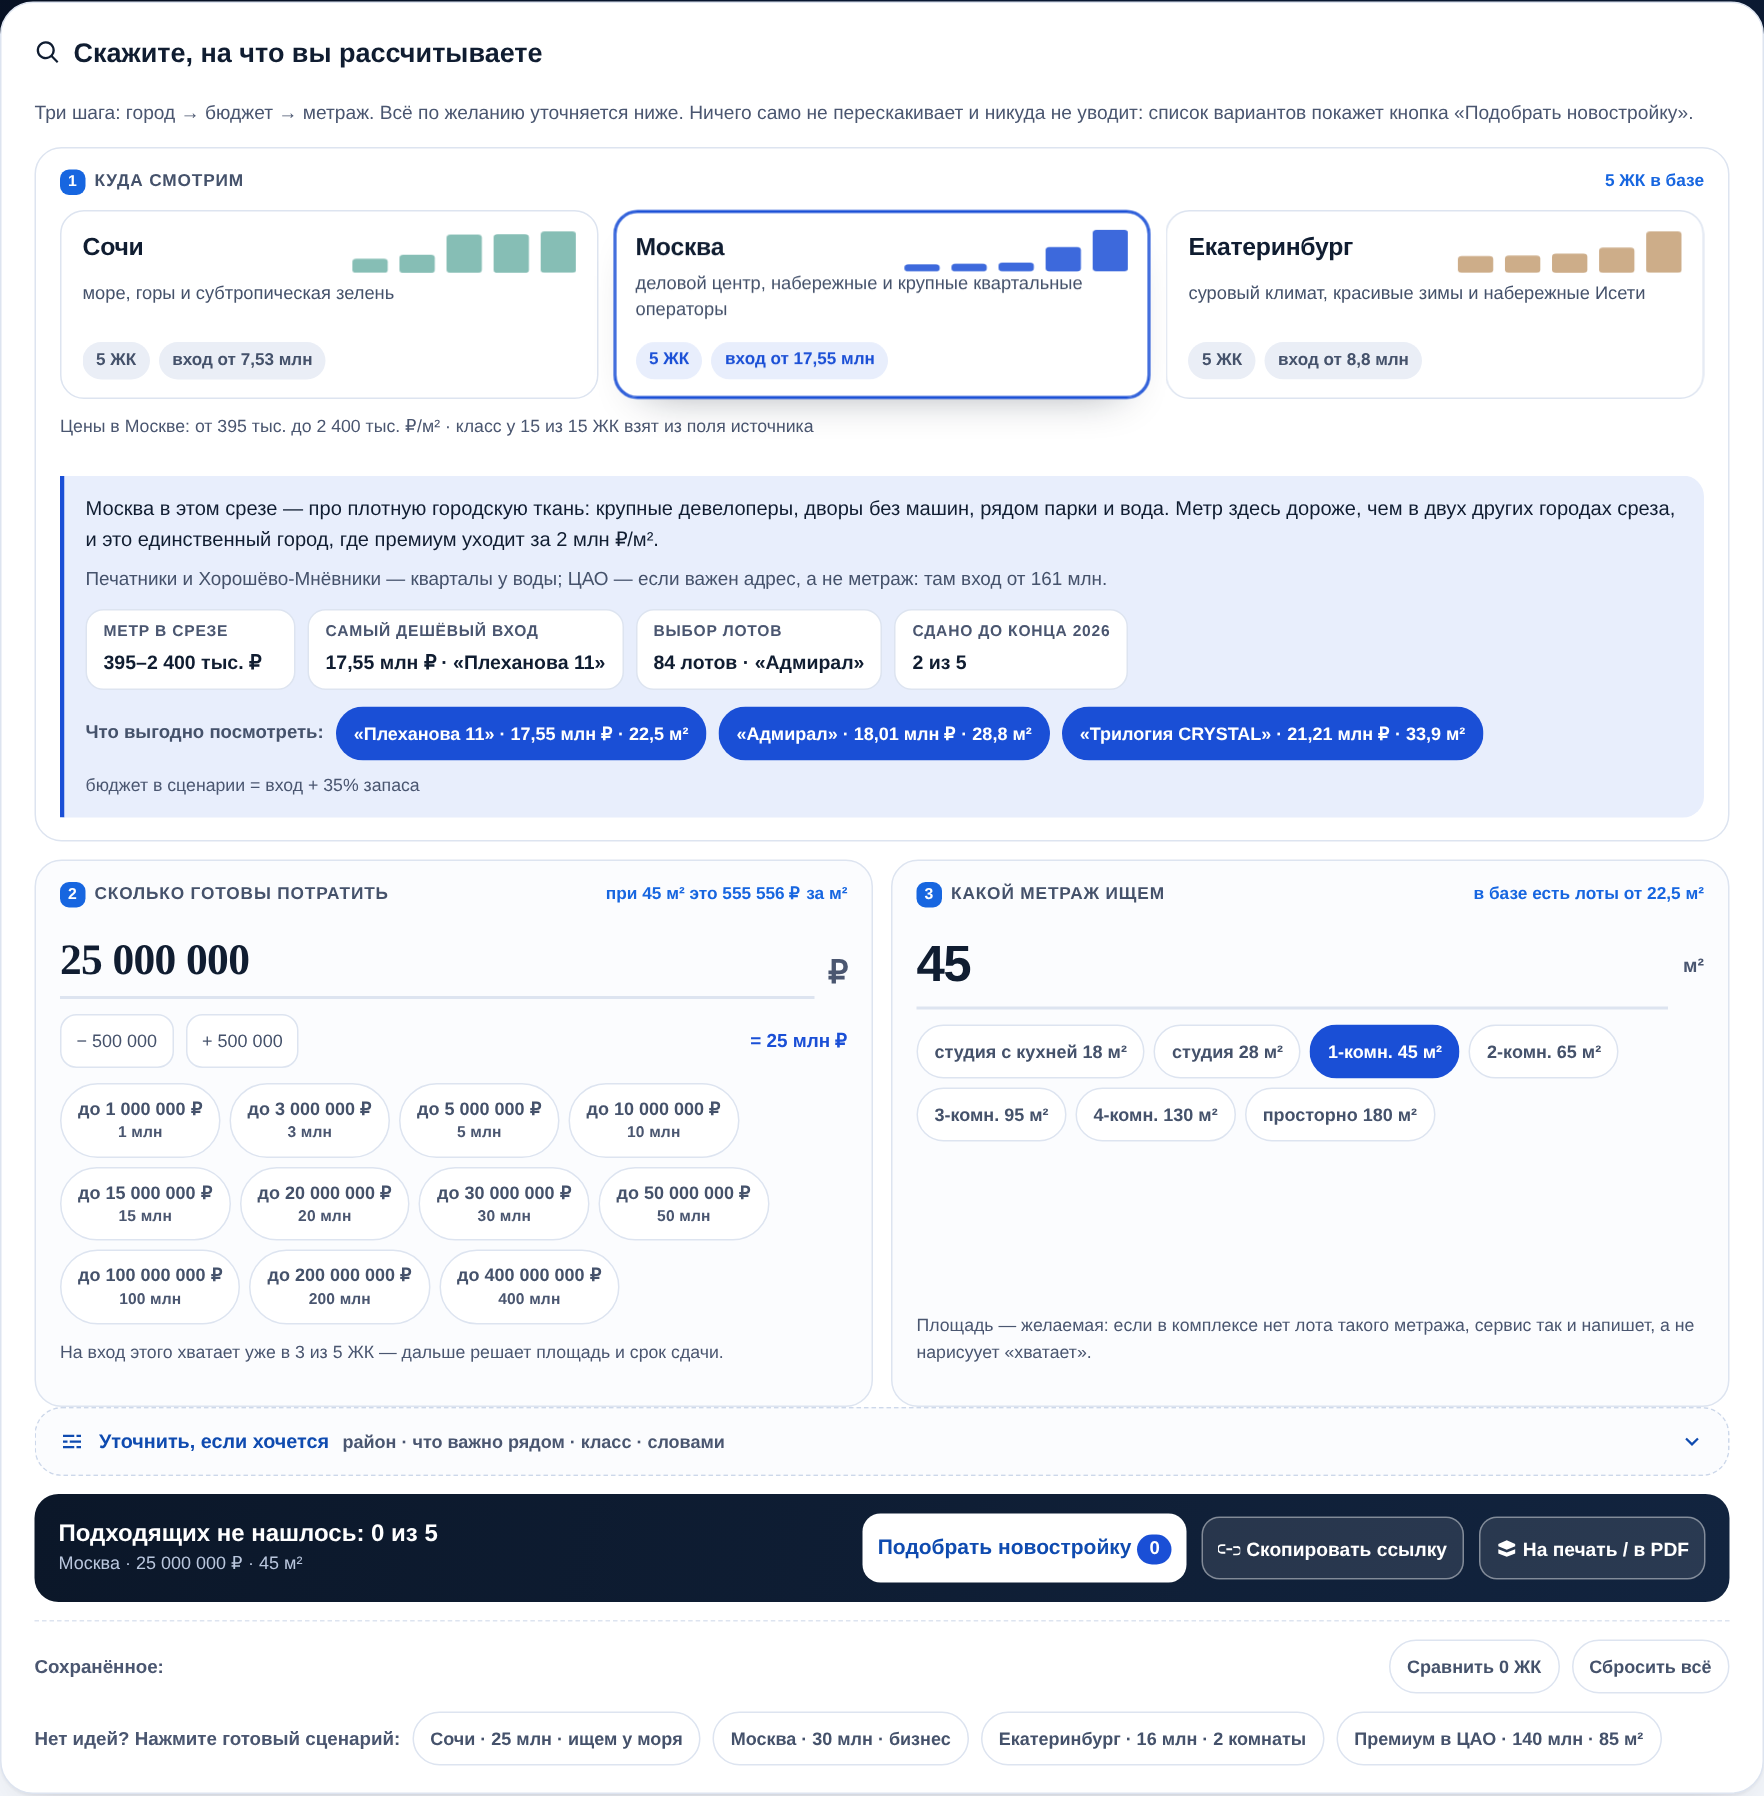 Скажите, на что вы рассчитываете
Три шага: город → бюджет → метраж. Всё по желанию уточняется ниже. Ничего само не перескакивает и никуда не уводит: список вариантов покажет кнопка «Подобрать новостройку».
1 КУДА СМОТРИМ
5 ЖК в базе
Сочи
море, горы и субтропическая зелень
5 ЖК вход от 7,53 млн
Москва
деловой центр, набережные и крупные квартальные
операторы
5 ЖК вход от 17,55 млн
Екатеринбург
суровый климат, красивые зимы и набережные Исети
5 ЖК вход от 8,8 млн
Цены в Москве: от 395 тыс. до 2 400 тыс. ₽/м² · класс у 15 из 15 ЖК взят из поля источника
Москва в этом срезе — про плотную городскую ткань: крупные девелоперы, дворы без машин, рядом парки и вода. Метр здесь дороже, чем в двух других городах среза,
и это единственный город, где премиум уходит за 2 млн ₽/м².
Печатники и Хорошёво-Мнёвники — кварталы у воды; ЦАО — если важен адрес, а не метраж: там вход от 161 млн.
МЕТР В СРЕЗЕ
395–2 400 тыс. ₽
САМЫЙ ДЕШЁВЫЙ ВХОД
17,55 млн ₽ · «Плеханова 11»
ВЫБОР ЛОТОВ
84 лотов · «Адмирал»
СДАНО ДО КОНЦА 2026
2 из 5
Что выгодно посмотреть: «Плеханова 11» · 17,55 млн ₽ · 22,5 м² «Адмирал» · 18,01 млн ₽ · 28,8 м² «Трилогия CRYSTAL» · 21,21 млн ₽ · 33,9 м²
бюджет в сценарии = вход + 35% запаса
2 СКОЛЬКО ГОТОВЫ ПОТРАТИТЬ
при 45 м² это 555 556 ₽ за м²
25 000 000 ₽
− 500 000 + 500 000 = 25 млн ₽
до 1 000 000 ₽
1 млн
до 3 000 000 ₽
3 млн
до 5 000 000 ₽
5 млн
до 10 000 000 ₽
10 млн
до 15 000 000 ₽
15 млн
до 20 000 000 ₽
20 млн
до 30 000 000 ₽
30 млн
до 50 000 000 ₽
50 млн
до 100 000 000 ₽
100 млн
до 200 000 000 ₽
200 млн
до 400 000 000 ₽
400 млн
На вход этого хватает уже в 3 из 5 ЖК — дальше решает площадь и срок сдачи.
3 КАКОЙ МЕТРАЖ ИЩЕМ
в базе есть лоты от 22,5 м²
45 м²
студия с кухней 18 м² студия 28 м² 1-комн. 45 м² 2-комн. 65 м²
3-комн. 95 м² 4-комн. 130 м² просторно 180 м²
Площадь — желаемая: если в комплексе нет лота такого метража, сервис так и напишет, а не
нарисуует «хватает».
Уточнить, если хочется район · что важно рядом · класс · словами
Подходящих не нашлось: 0 из 5
Москва · 25 000 000 ₽ · 45 м²
Подобрать новостройку 0
Скопировать ссылку
На печать / в PDF
Сохранённое:
Сравнить 0 ЖК
Сбросить всё
Нет идей? Нажмите готовый сценарий: Сочи · 25 млн · ищем у моря Москва · 30 млн · бизнес Екатеринбург · 16 млн · 2 комнаты Премиум в ЦАО · 140 млн · 85 м²